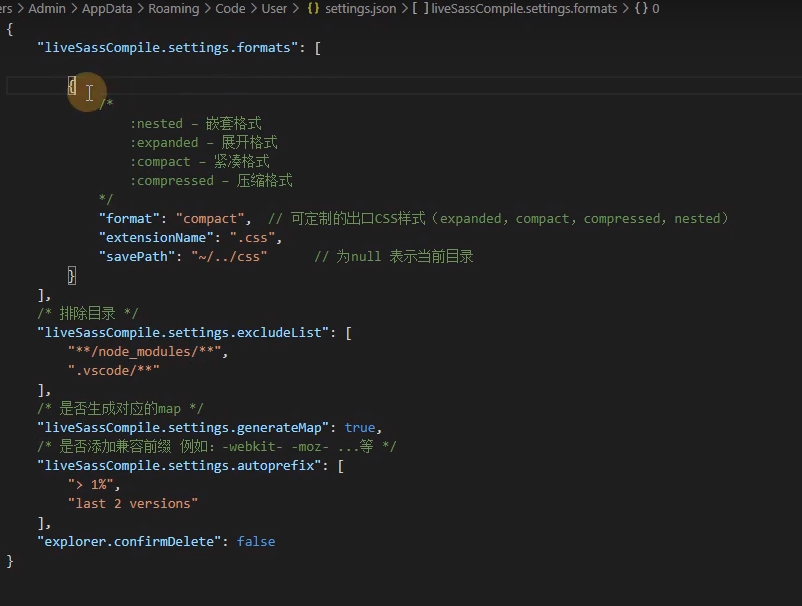 ers > Admin > AppData > Roaming > Code > User > {} settings.json > [ ] liveSassCompile.settings.formats > {} 0
{
"liveSassCompile.settings.formats": [
{
/*
:nested – 嵌套格式
:expanded – 展开格式
:compact – 紧凑格式
:compressed – 压缩格式
*/
"format": "compact", // 可定制的出口CSS样式（expanded，compact，compressed，nested）
"extensionName": ".css",
"savePath": "~/../css" // 为null 表示当前目录
}
],
/* 排除目录 */
"liveSassCompile.settings.excludeList": [
"**/node_modules/**",
".vscode/**"
],
/* 是否生成对应的map */
"liveSassCompile.settings.generateMap": true,
/* 是否添加兼容前缀 例如：-webkit- -moz- ...等 */
"liveSassCompile.settings.autoprefix": [
"> 1%",
"last 2 versions"
],
"explorer.confirmDelete": false
}